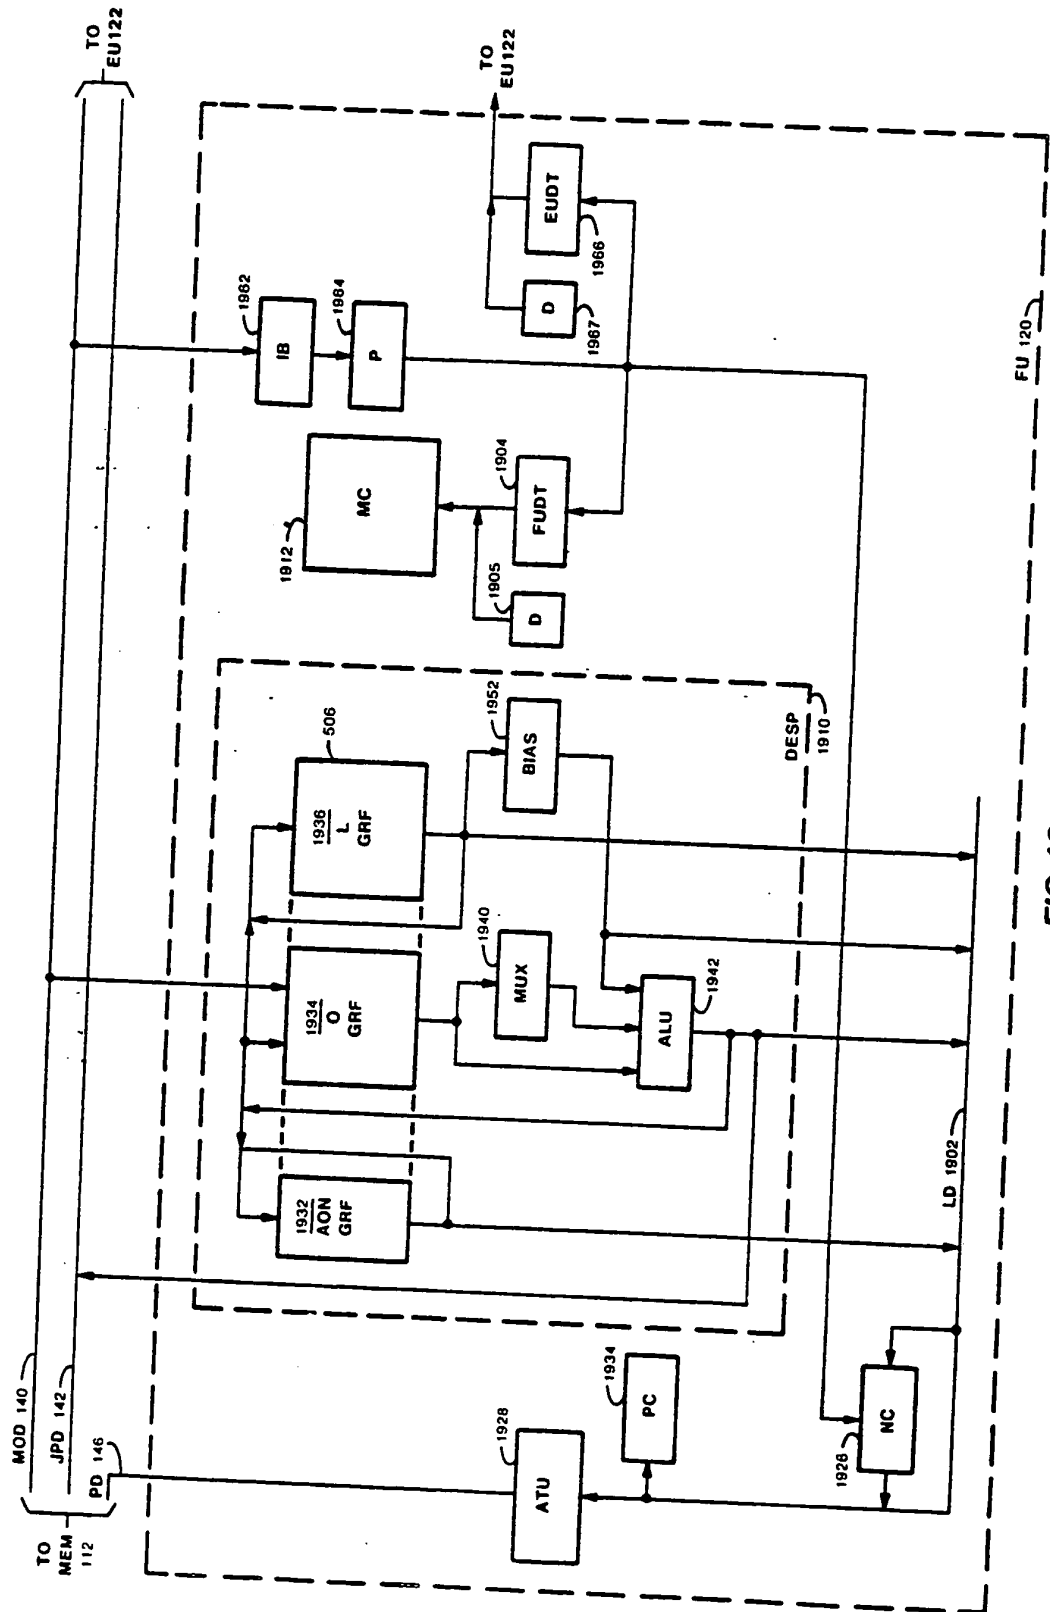 TO
MEM
112
MOD 140
JPD 142
PD 146
TO
EU122
TO
EU122
1932
AON
GRF
1934
O
GRF
1936
L
GRF
506
1940
MUX
1942
ALU
1952
BIAS
DESP
1910
1912
MC
1904
FUDT
1905
D
1962
IB
1964
P
1966
EUDT
1967
D
1928
ATU
1934
PC
1926
NC
LD 1902
FU 120